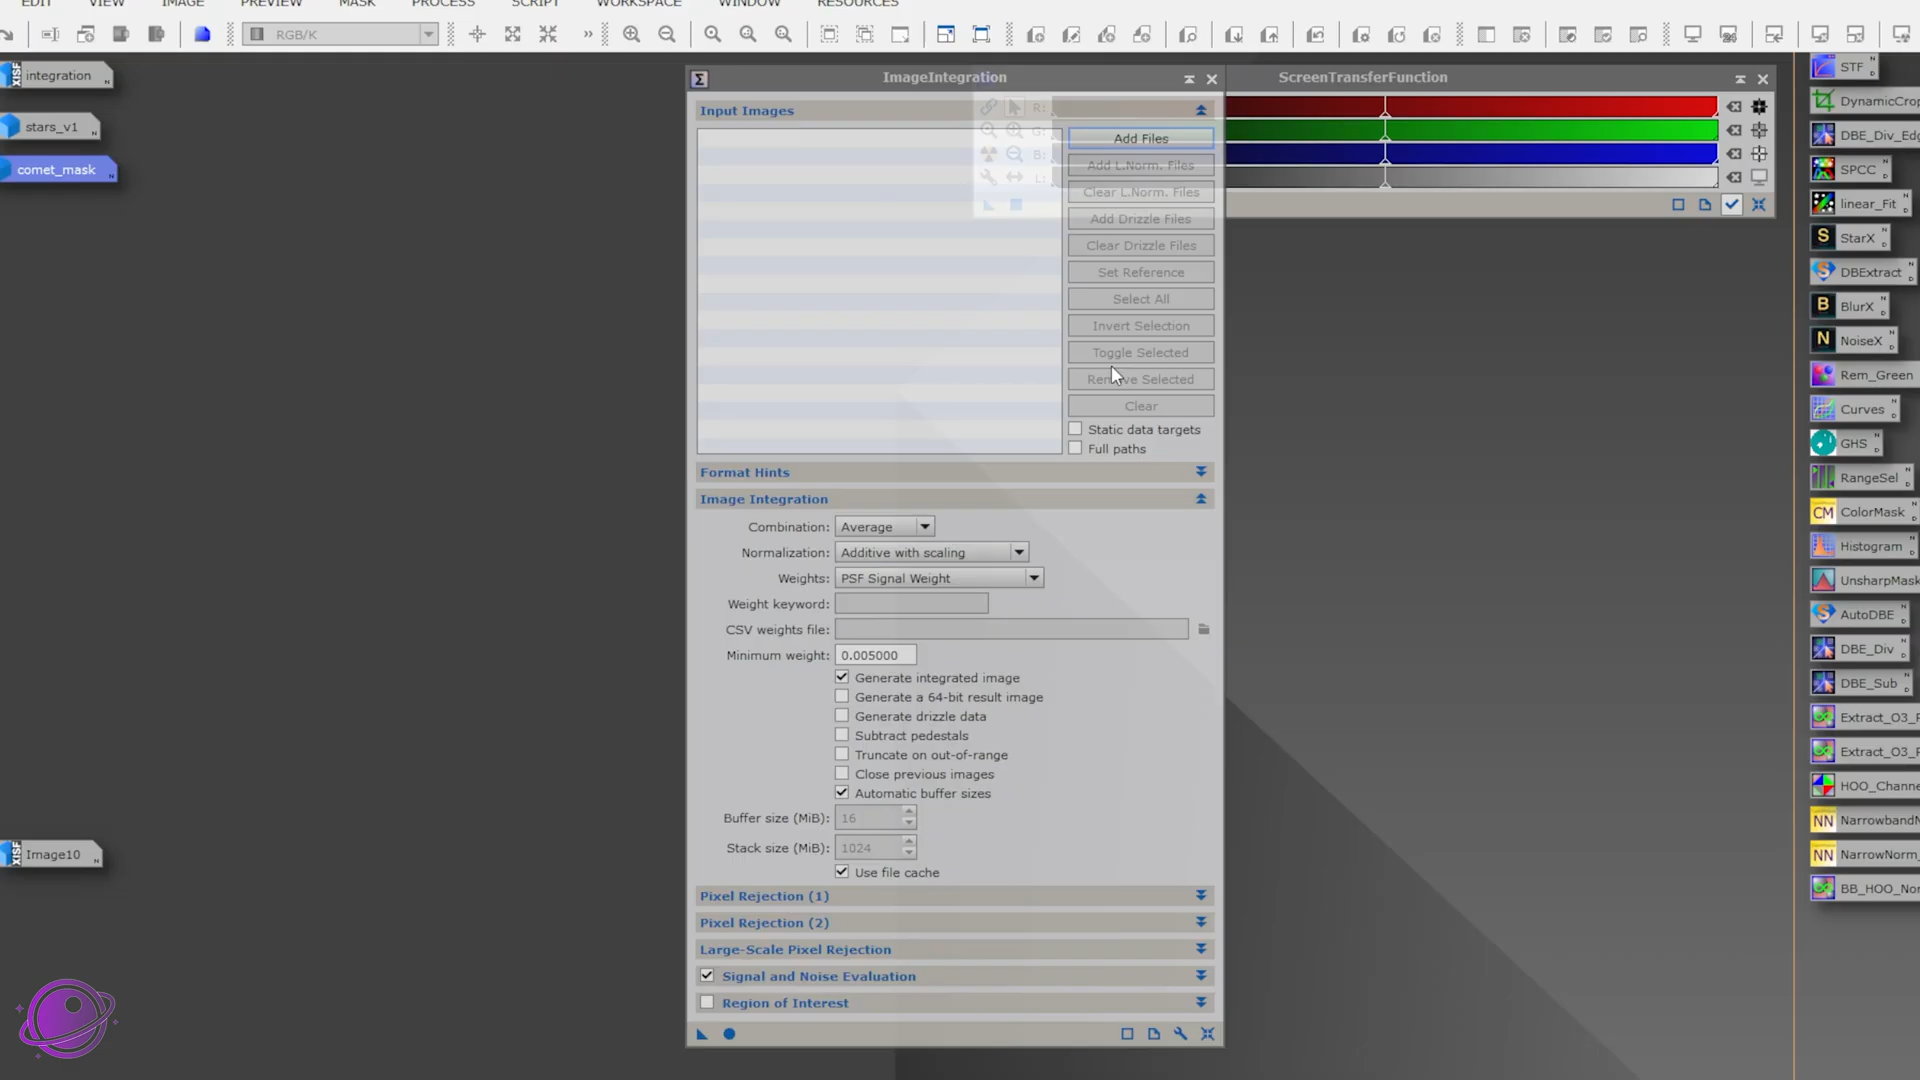 EDIT VIEW IMAGE PREVIEW MASK PROCESS SCRIPT WORKSPACE WINDOW RESOURCES
RGB/K
integration
stars_v1
comet_mask
Image10
ImageIntegration
Input Images
Add Files
Add L.Norm. Files
Clear L.Norm. Files
Add Drizzle Files
Clear Drizzle Files
Set Reference
Select All
Invert Selection
Toggle Selected
Remove Selected
Clear
Static data targets
Full paths
Format Hints
Image Integration
Combination: Average
Normalization: Additive with scaling
Weights: PSF Signal Weight
Weight keyword:
CSV weights file:
Minimum weight: 0.005000
Generate integrated image
Generate a 64-bit result image
Generate drizzle data
Subtract pedestals
Truncate on out-of-range
Close previous images
Automatic buffer sizes
Buffer size (MiB): 16
Stack size (MiB): 1024
Use file cache
Pixel Rejection (1)
Pixel Rejection (2)
Large-Scale Pixel Rejection
Signal and Noise Evaluation
Region of Interest
ScreenTransferFunction
R:
G:
B:
L:
STF
DynamicCrop
DBE_Div_Edg
SPCC
linear_Fit
StarX
DBExtract
BlurX
NoiseX
Rem_Green
Curves
GHS
RangeSel
CM ColorMask
Histogram
UnsharpMask
AutoDBE
DBE_Div
DBE_Sub
Extract_O3_F
Extract_O3_F
HOO_Channe
NN NarrowbandN
NN NarrowNorm_
BB_HOO_Nor